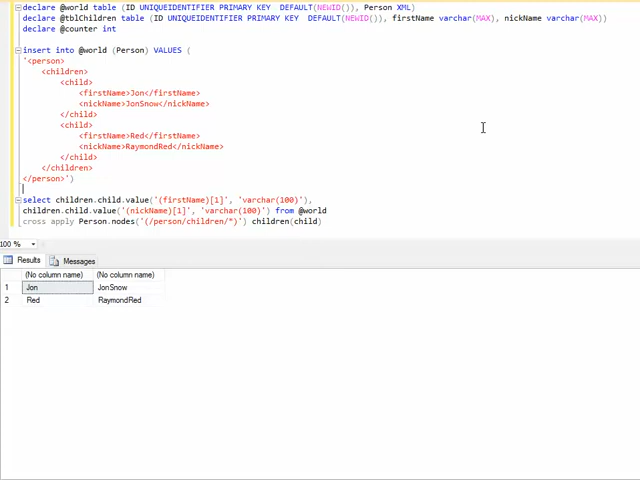 declare @world table (ID UNIQUEIDENTIFIER PRIMARY KEY DEFAULT(NEWID()), Person XML)
declare @tblChildren table (ID UNIQUEIDENTIFIER PRIMARY KEY DEFAULT(NEWID()), firstName varchar(MAX), nickName varchar(MAX))
declare @counter int
insert into @world (Person) VALUES (
'<person>
<children>
<child>
<firstName>Jon</firstName>
<nickName>JonSnow</nickName>
</child>
<child>
<firstName>Red</firstName>
<nickName>RaymondRed</nickName>
</child>
</children>
</person>')
select children.child.value('(firstName)[1]', 'varchar(100)'),
children.child.value('(nickName)[1]', 'varchar(100)') from @world
cross apply Person.nodes('(/person/children/*)') children(child)
100 %
Results Messages
(No column name) (No column name)
1 Jon JonSnow
2 Red RaymondRed